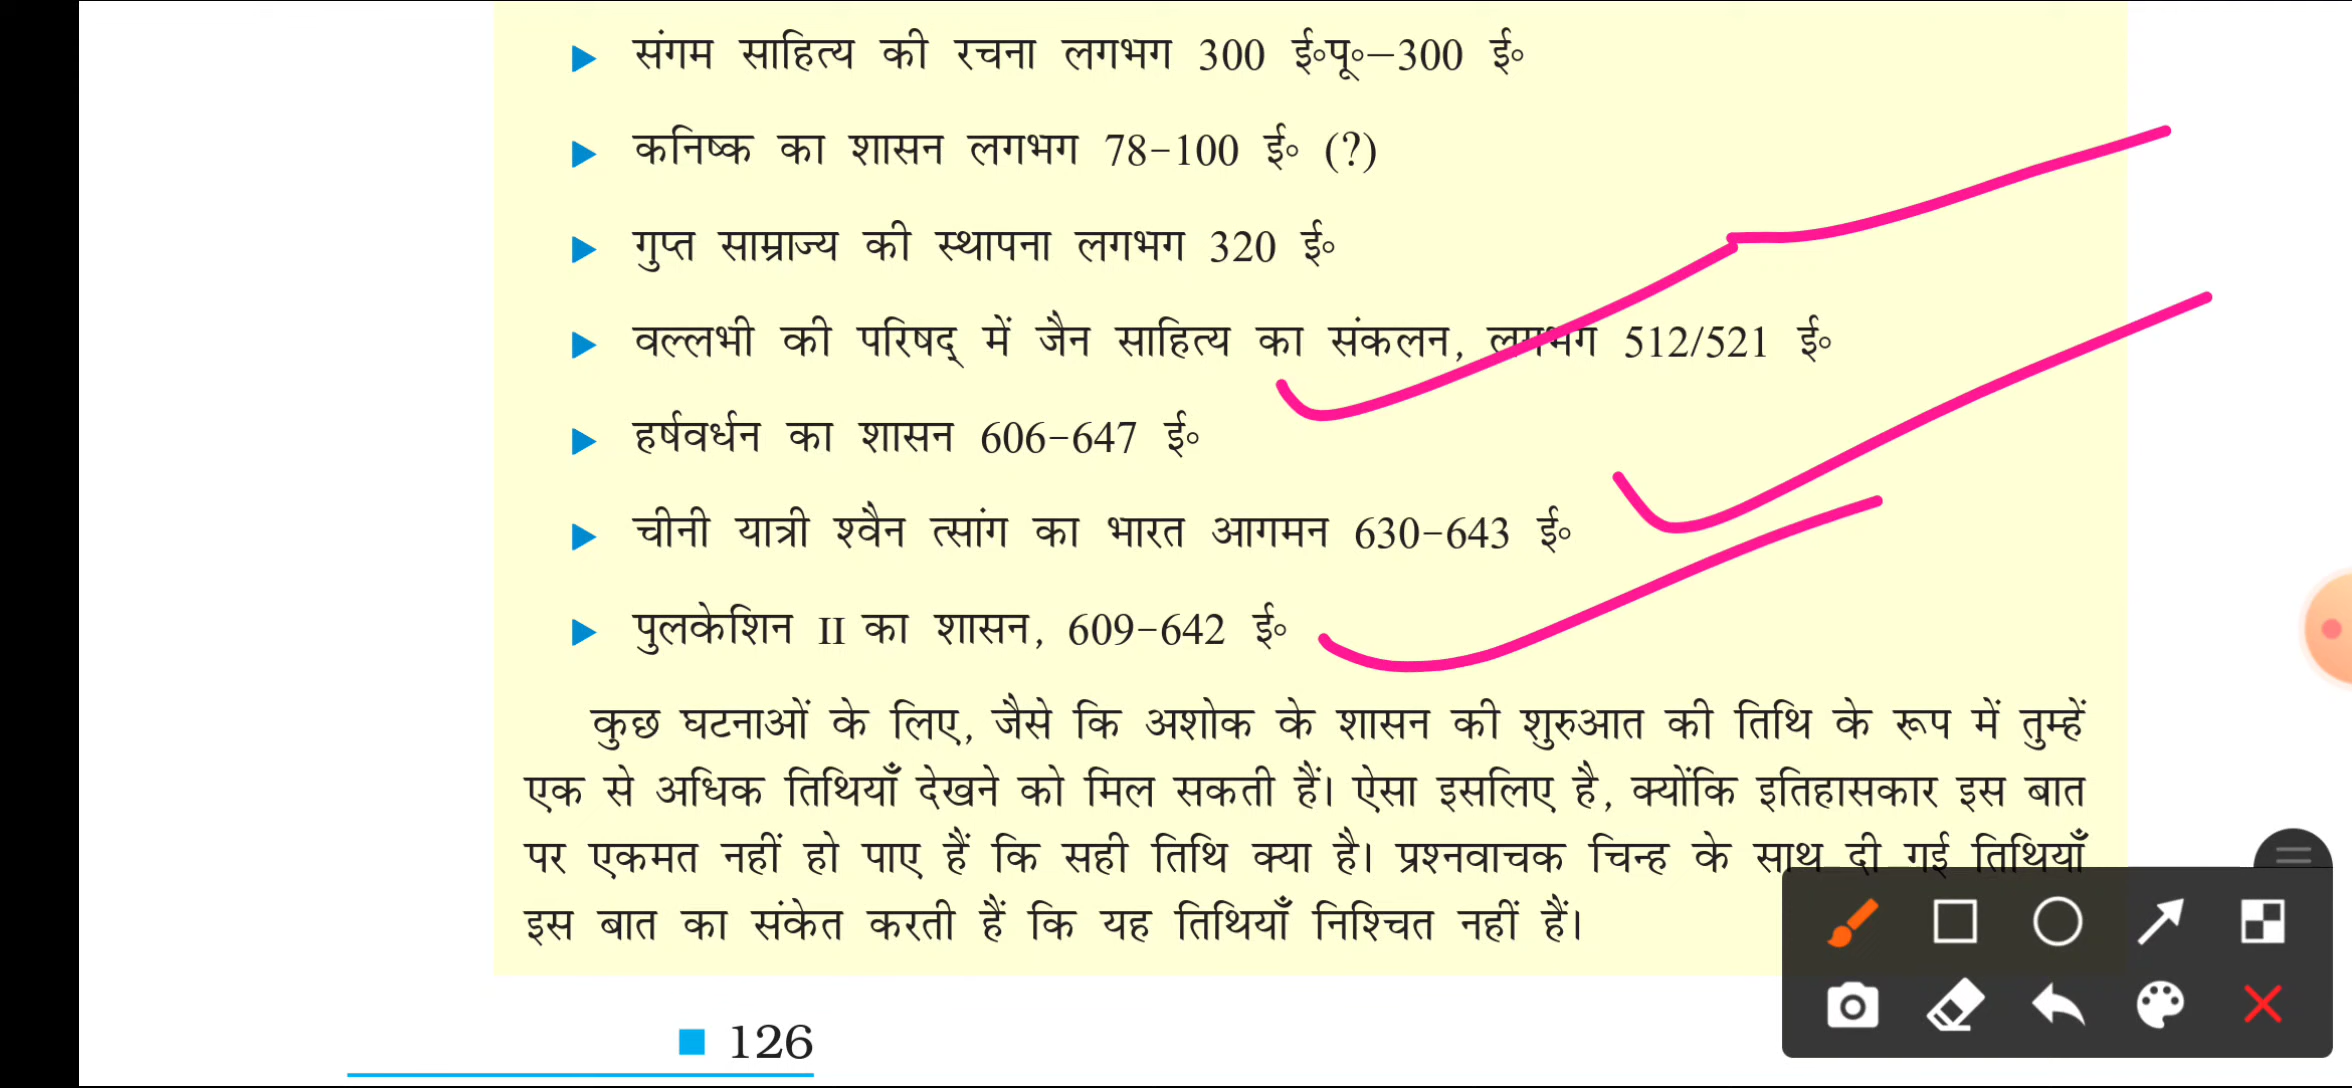 संगम साहित्य की रचना लगभग 300 ई॰पू॰–300 ई॰
कनिष्क का शासन लगभग 78-100 ई॰ (?)
गुप्त साम्राज्य की स्थापना लगभग 320 ई॰
वल्लभी की परिषद् में जैन साहित्य का संकलन, लगभग 512/521 ई॰
हर्षवर्धन का शासन 606-647 ई॰
चीनी यात्री श्वैन त्सांग का भारत आगमन 630-643 ई॰
पुलकेशिन II का शासन, 609-642 ई॰
कुछ घटनाओं के लिए, जैसे कि अशोक के शासन की शुरुआत की तिथि के रूप में तुम्हें
एक से अधिक तिथियाँ देखने को मिल सकती हैं। ऐसा इसलिए है, क्योंकि इतिहासकार इस बात
पर एकमत नहीं हो पाए हैं कि सही तिथि क्या है। प्रश्नवाचक चिन्ह के साथ दी गई तिथियाँ
इस बात का संकेत करती हैं कि यह तिथियाँ निश्चित नहीं हैं।
126